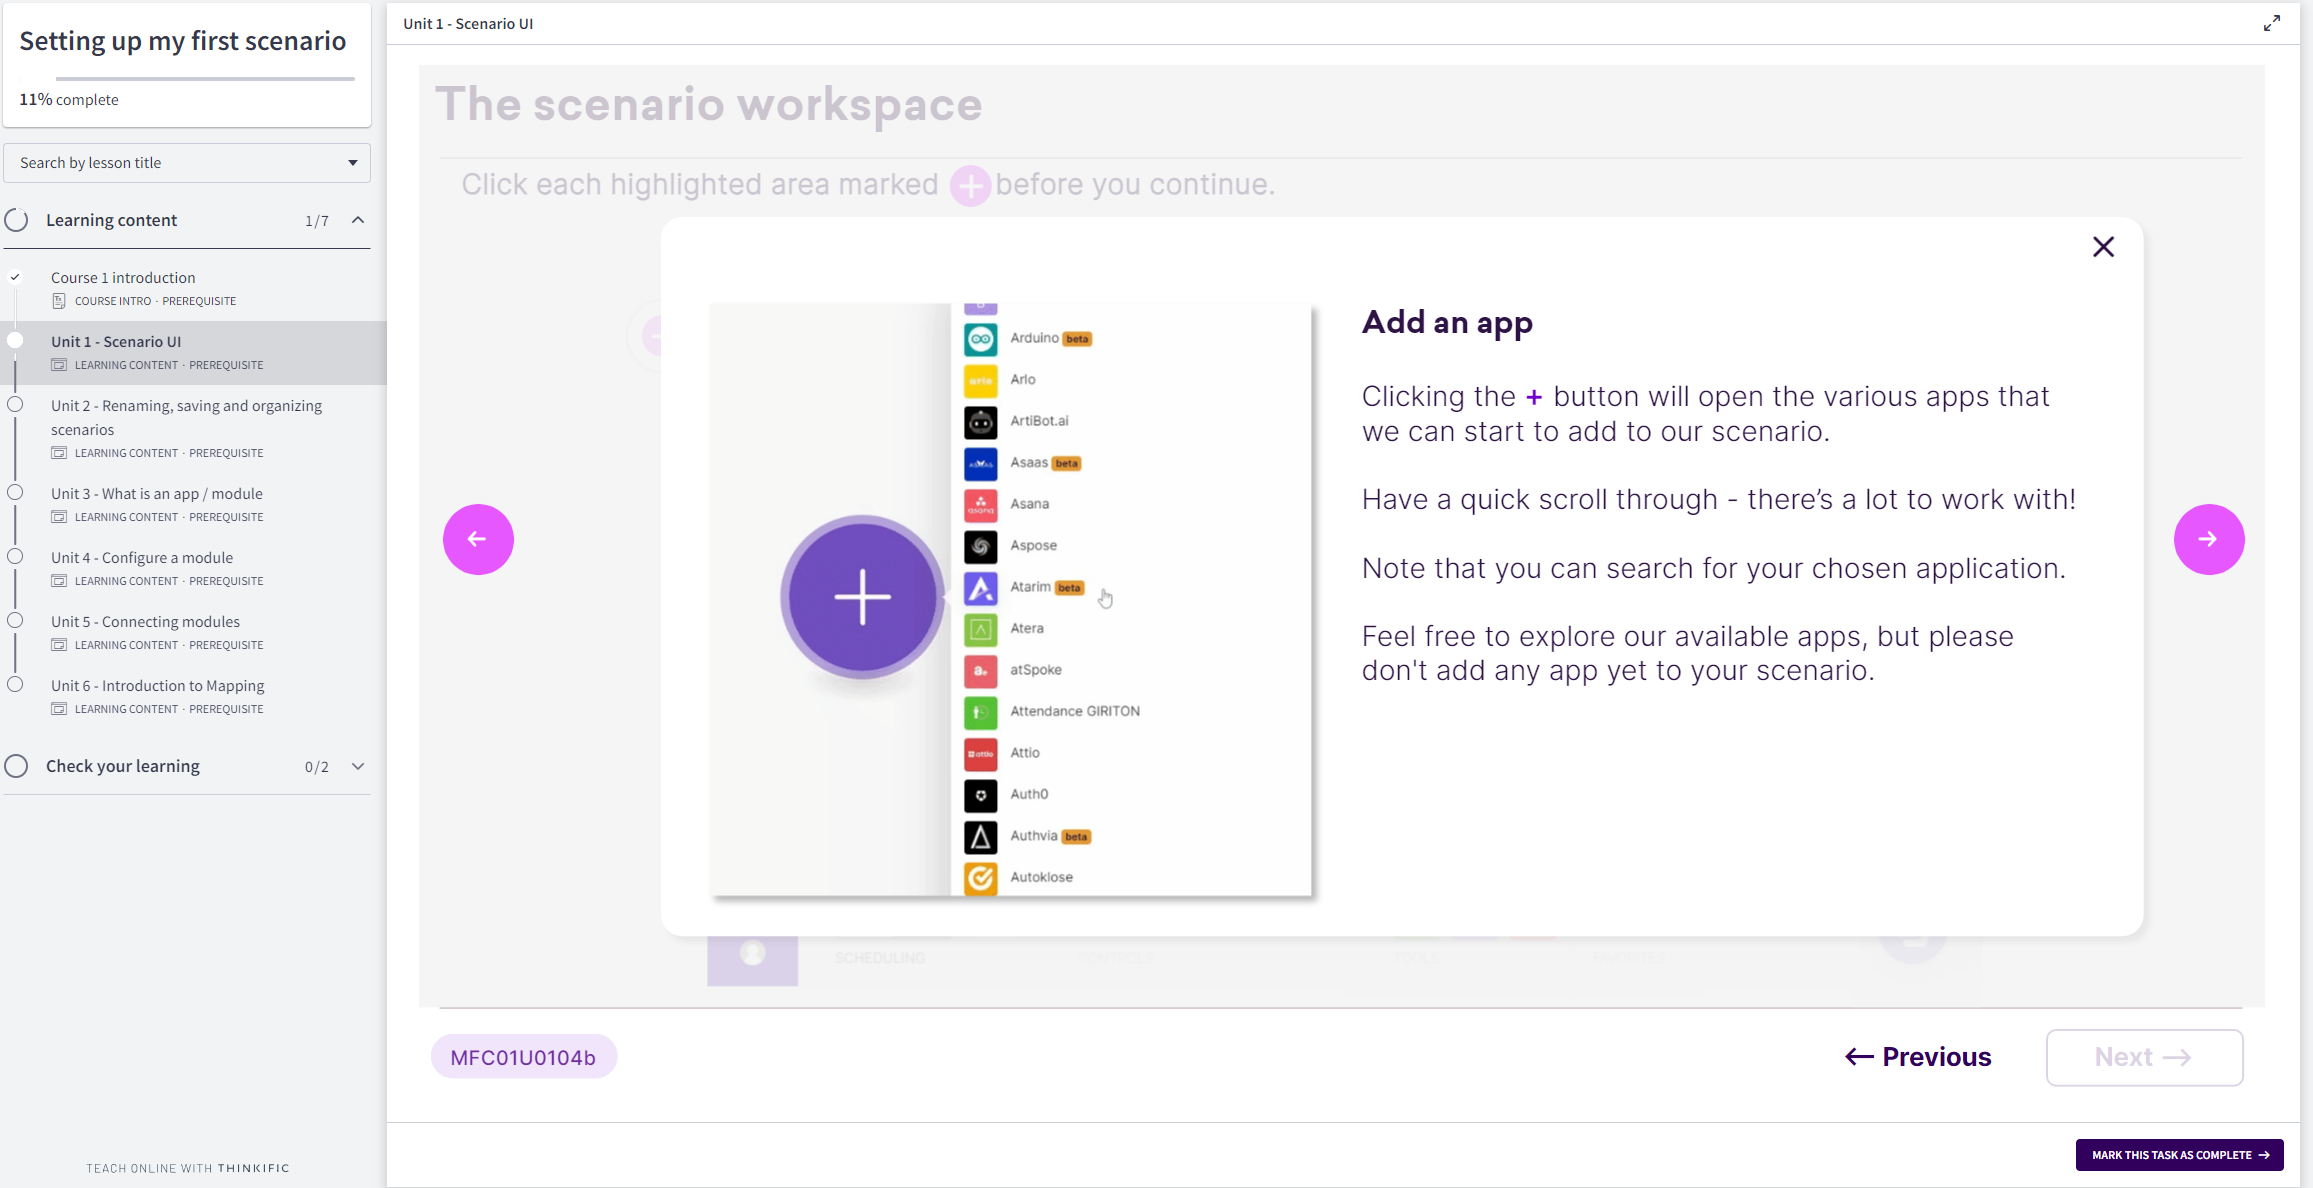 Setting up my first scenario
11% complete
Search by lesson title
Learning content 1/7
Course 1 introduction
COURSE INTRO · PREREQUISITE
Unit 1 - Scenario UI
LEARNING CONTENT · PREREQUISITE
Unit 2 - Renaming, saving and organizing
scenarios
LEARNING CONTENT · PREREQUISITE
Unit 3 - What is an app / module
LEARNING CONTENT · PREREQUISITE
Unit 4 - Configure a module
LEARNING CONTENT · PREREQUISITE
Unit 5 - Connecting modules
LEARNING CONTENT · PREREQUISITE
Unit 6 - Introduction to Mapping
LEARNING CONTENT · PREREQUISITE
Check your learning 0/2
TEACH ONLINE WITH THINKIFIC
Unit 1 - Scenario UI
The scenario workspace
Click each highlighted area marked + before you continue.
Arduino beta
arlo Arlo
ArtiBot.ai
ASAAS Asaas beta
asana Asana
Aspose
Atarim beta
Atera
a. atSpoke
Attendance GIRITON
attio Attio
Auth0
Authvia beta
Autoklose
Add an app
Clicking the + button will open the various apps that
we can start to add to our scenario.
Have a quick scroll through - there’s a lot to work with!
Note that you can search for your chosen application.
Feel free to explore our available apps, but please
don't add any app yet to your scenario.
SCHEDULING CONTROLS TOOLS FAVORITES
MFC01U0104b
← Previous
Next →
MARK THIS TASK AS COMPLETE →